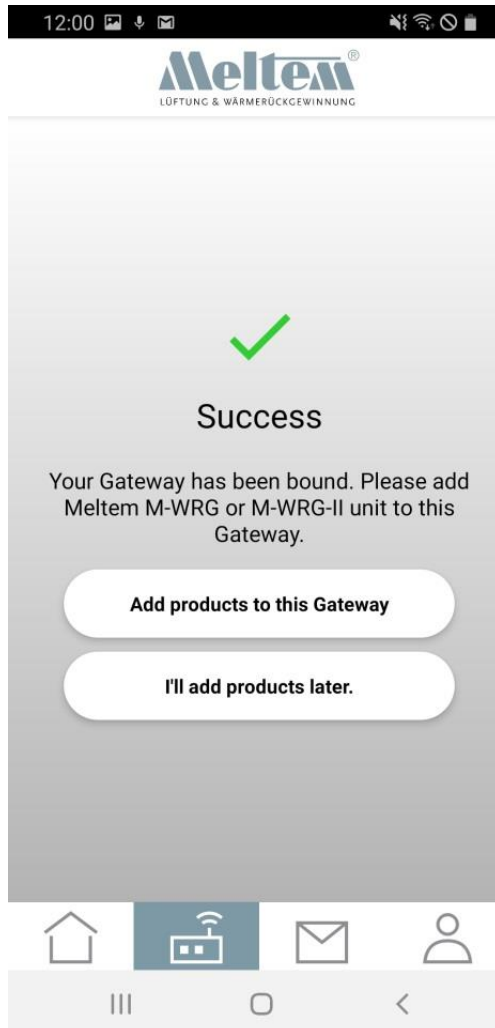 12:00
Meltem®
LÜFTUNG & WÄRMERÜCKGEWINNUNG
Success
Your Gateway has been bound. Please add
Meltem M-WRG or M-WRG-II unit to this
Gateway.
Add products to this Gateway
I'll add products later.